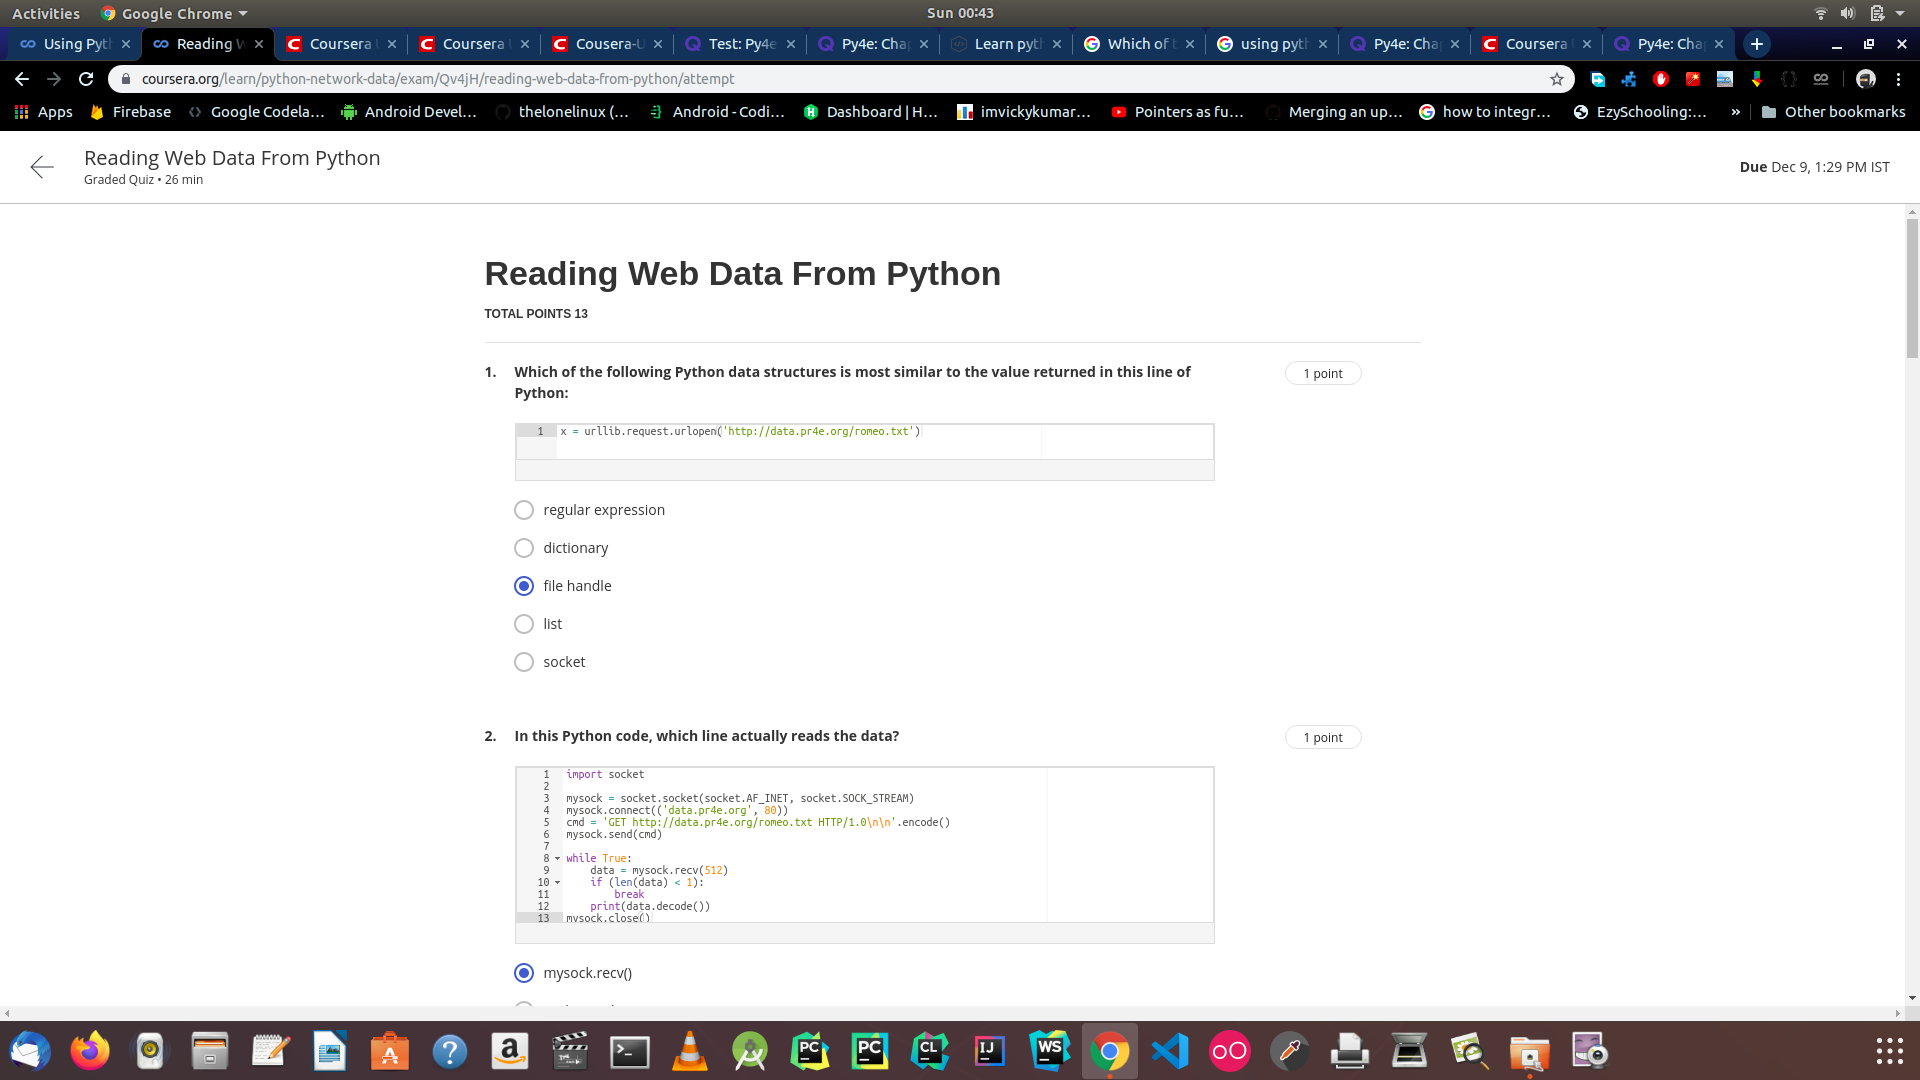 Activities Google Chrome Sun 00:43
Using Pyt Reading W Coursera Coursera Cousera-U Test: Py4e Py4e: Cha Learn pyt Which of using pyt Py4e: Cha Coursera Py4e: Cha
coursera.org/learn/python-network-data/exam/Qv4jH/reading-web-data-from-python/attempt
Apps Firebase Google Codela... Android Devel... thelonelinux (... Android - Codi... Dashboard | H... imvickykumar... Pointers as fu... Merging an up... how to integr... EzySchooling:... » Other bookmarks
Reading Web Data From Python
Graded Quiz • 26 min
Due Dec 9, 1:29 PM IST
Reading Web Data From Python
TOTAL POINTS 13
1. Which of the following Python data structures is most similar to the value returned in this line of
Python:
1 point
1 x = urllib.request.urlopen('http://data.pr4e.org/romeo.txt')
regular expression
dictionary
file handle
list
socket
2. In this Python code, which line actually reads the data?
1 point
1 import socket
2
3 mysock = socket.socket(socket.AF_INET, socket.SOCK_STREAM)
4 mysock.connect(('data.pr4e.org', 80))
5 cmd = 'GET http://data.pr4e.org/romeo.txt HTTP/1.0\n\n'.encode()
6 mysock.send(cmd)
7
8 while True:
9 data = mysock.recv(512)
10 if (len(data) < 1):
11 break
12 print(data.decode())
13 mysock.close()
mysock.recv()